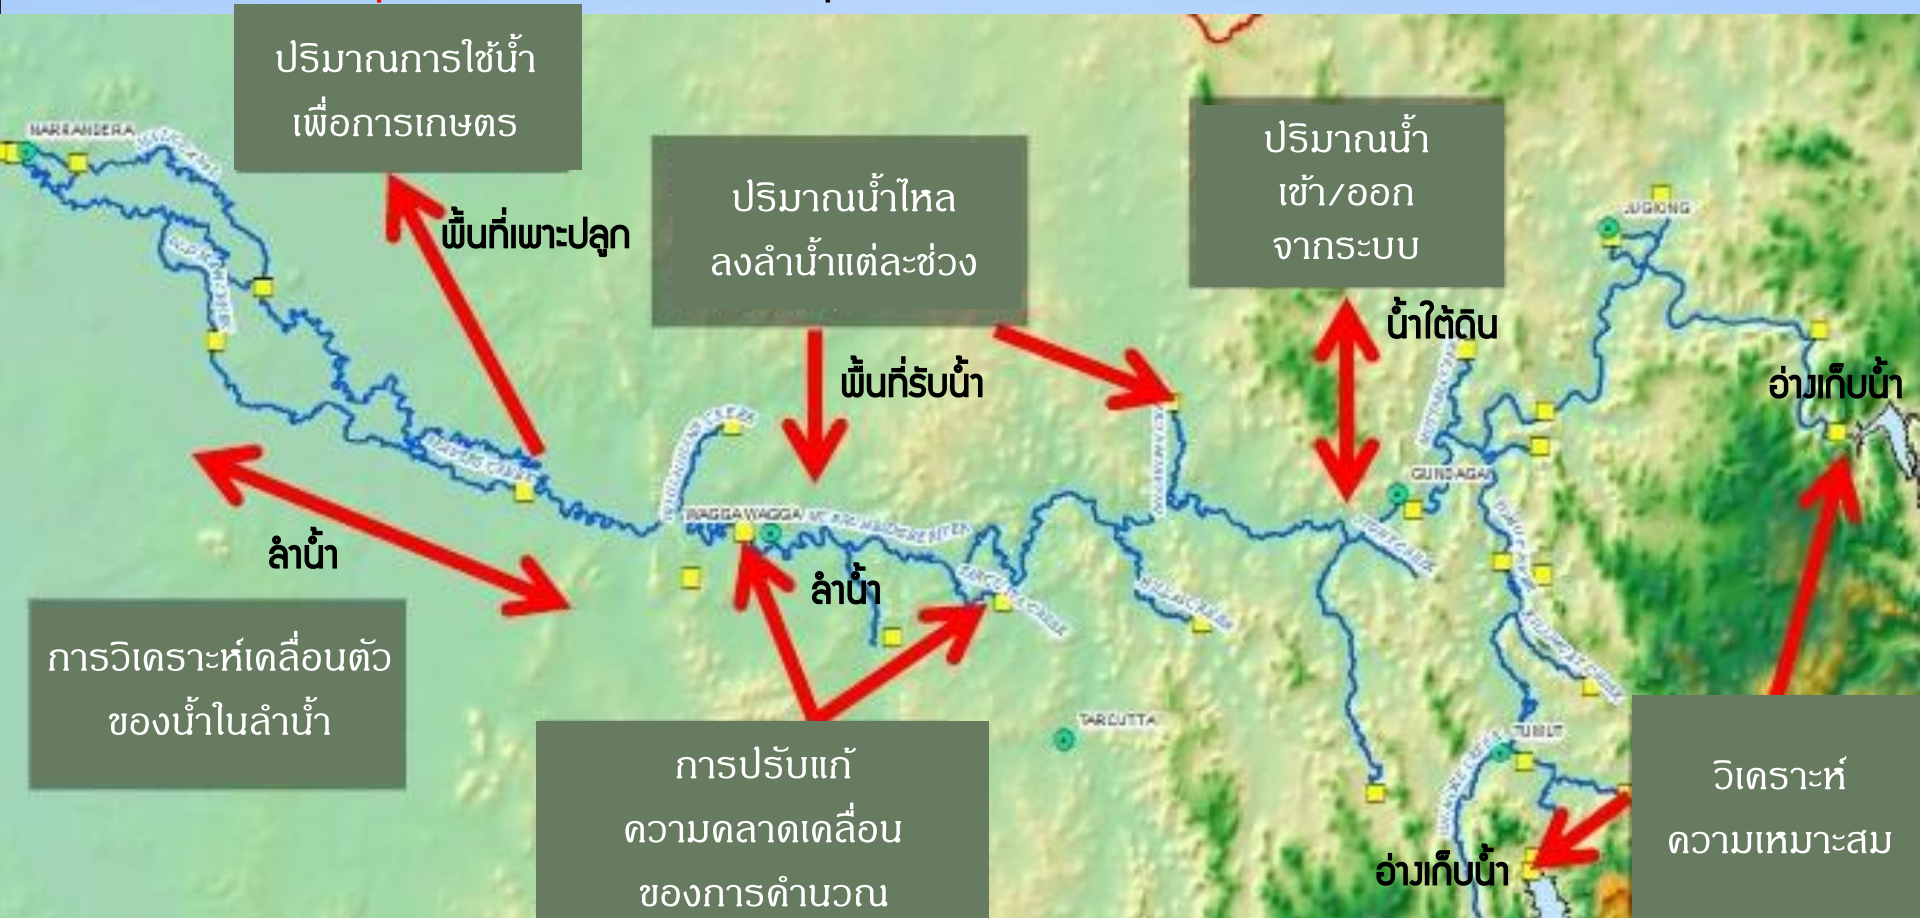 ปริมาณการใช้น้ำ
เพื่อการเกษตร
NARRANDERA
พื้นที่เพาะปลูก
ปริมาณน้ำไหล
ลงลำน้ำแต่ละช่วง
ปริมาณน้ำ
เข้า/ออก
จากระบบ
JUGIONG
น้ำใต้ดิน
พื้นที่รับน้ำ
อ่างเก็บน้ำ
GUNDAGAI
WAGGA WAGGA
ลำน้ำ
ลำน้ำ
การวิเคราะห์เคลื่อนตัว
ของน้ำในลำน้ำ
TARCUTTA
TUMUT
การปรับแก้
ความคลาดเคลื่อน
ของการคำนวณ
วิเคราะห์
ความเหมาะสม
อ่างเก็บน้ำ